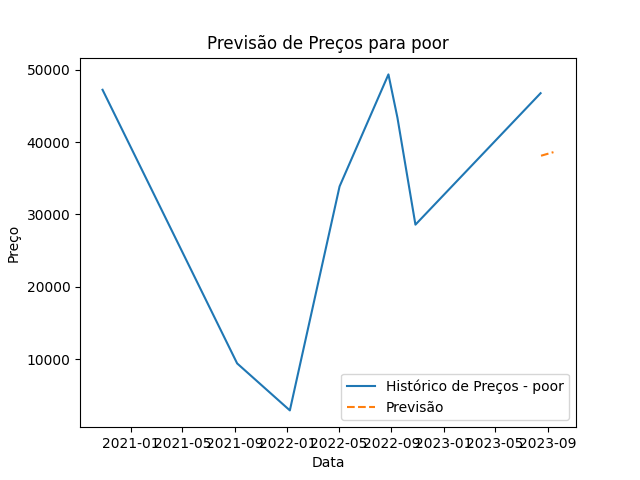 Previsão de Preços para poor
Preço
50000
40000
30000
20000
10000
2021-01
2021-05
2021-09
2022-01
2022-05
2022-09
2023-01
2023-05
2023-09
Data
Histórico de Preços - poor
Previsão